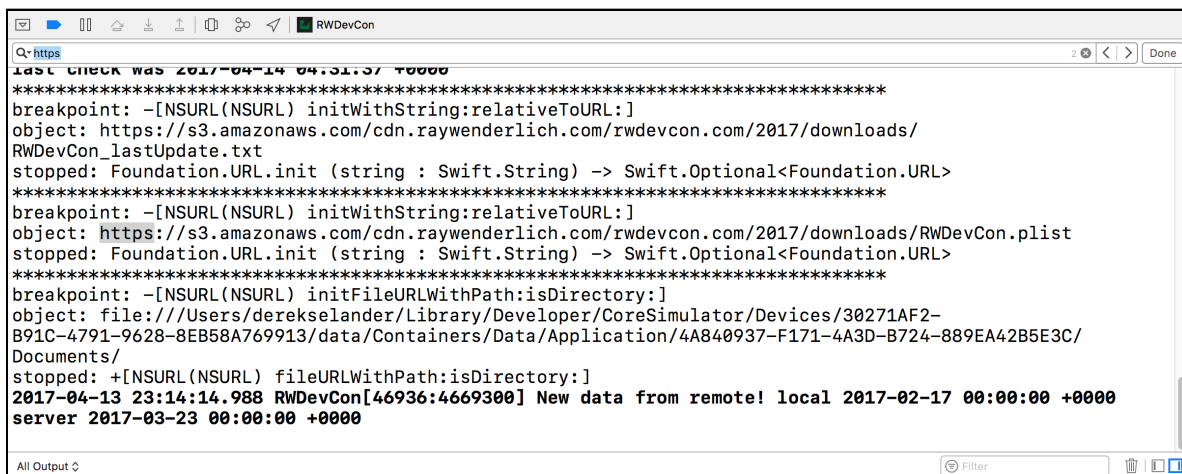 RWDevCon
https
2
Done
last check was 2017-04-14 04:31:37 +0000
*********************************************************************************
breakpoint: -[NSURL(NSURL) initWithString:relativeToURL:]
object: https://s3.amazonaws.com/cdn.raywenderlich.com/rwdevcon.com/2017/downloads/
RWDevCon_lastUpdate.txt
stopped: Foundation.URL.init (string : Swift.String) -> Swift.Optional<Foundation.URL>
*********************************************************************************
breakpoint: -[NSURL(NSURL) initWithString:relativeToURL:]
object: https://s3.amazonaws.com/cdn.raywenderlich.com/rwdevcon.com/2017/downloads/RWDevCon.plist
stopped: Foundation.URL.init (string : Swift.String) -> Swift.Optional<Foundation.URL>
*********************************************************************************
breakpoint: -[NSURL(NSURL) initFileURLWithPath:isDirectory:]
object: file:///Users/derekselander/Library/Developer/CoreSimulator/Devices/30271AF2-
B91C-4791-9628-8EB58A769913/data/Containers/Data/Application/4A840937-F171-4A3D-B724-889EA42B5E3C/
Documents/
stopped: +[NSURL(NSURL) fileURLWithPath:isDirectory:]
2017-04-13 23:14:14.988 RWDevCon[46936:4669300] New data from remote! local 2017-02-17 00:00:00 +0000
server 2017-03-23 00:00:00 +0000
All Output
Filter